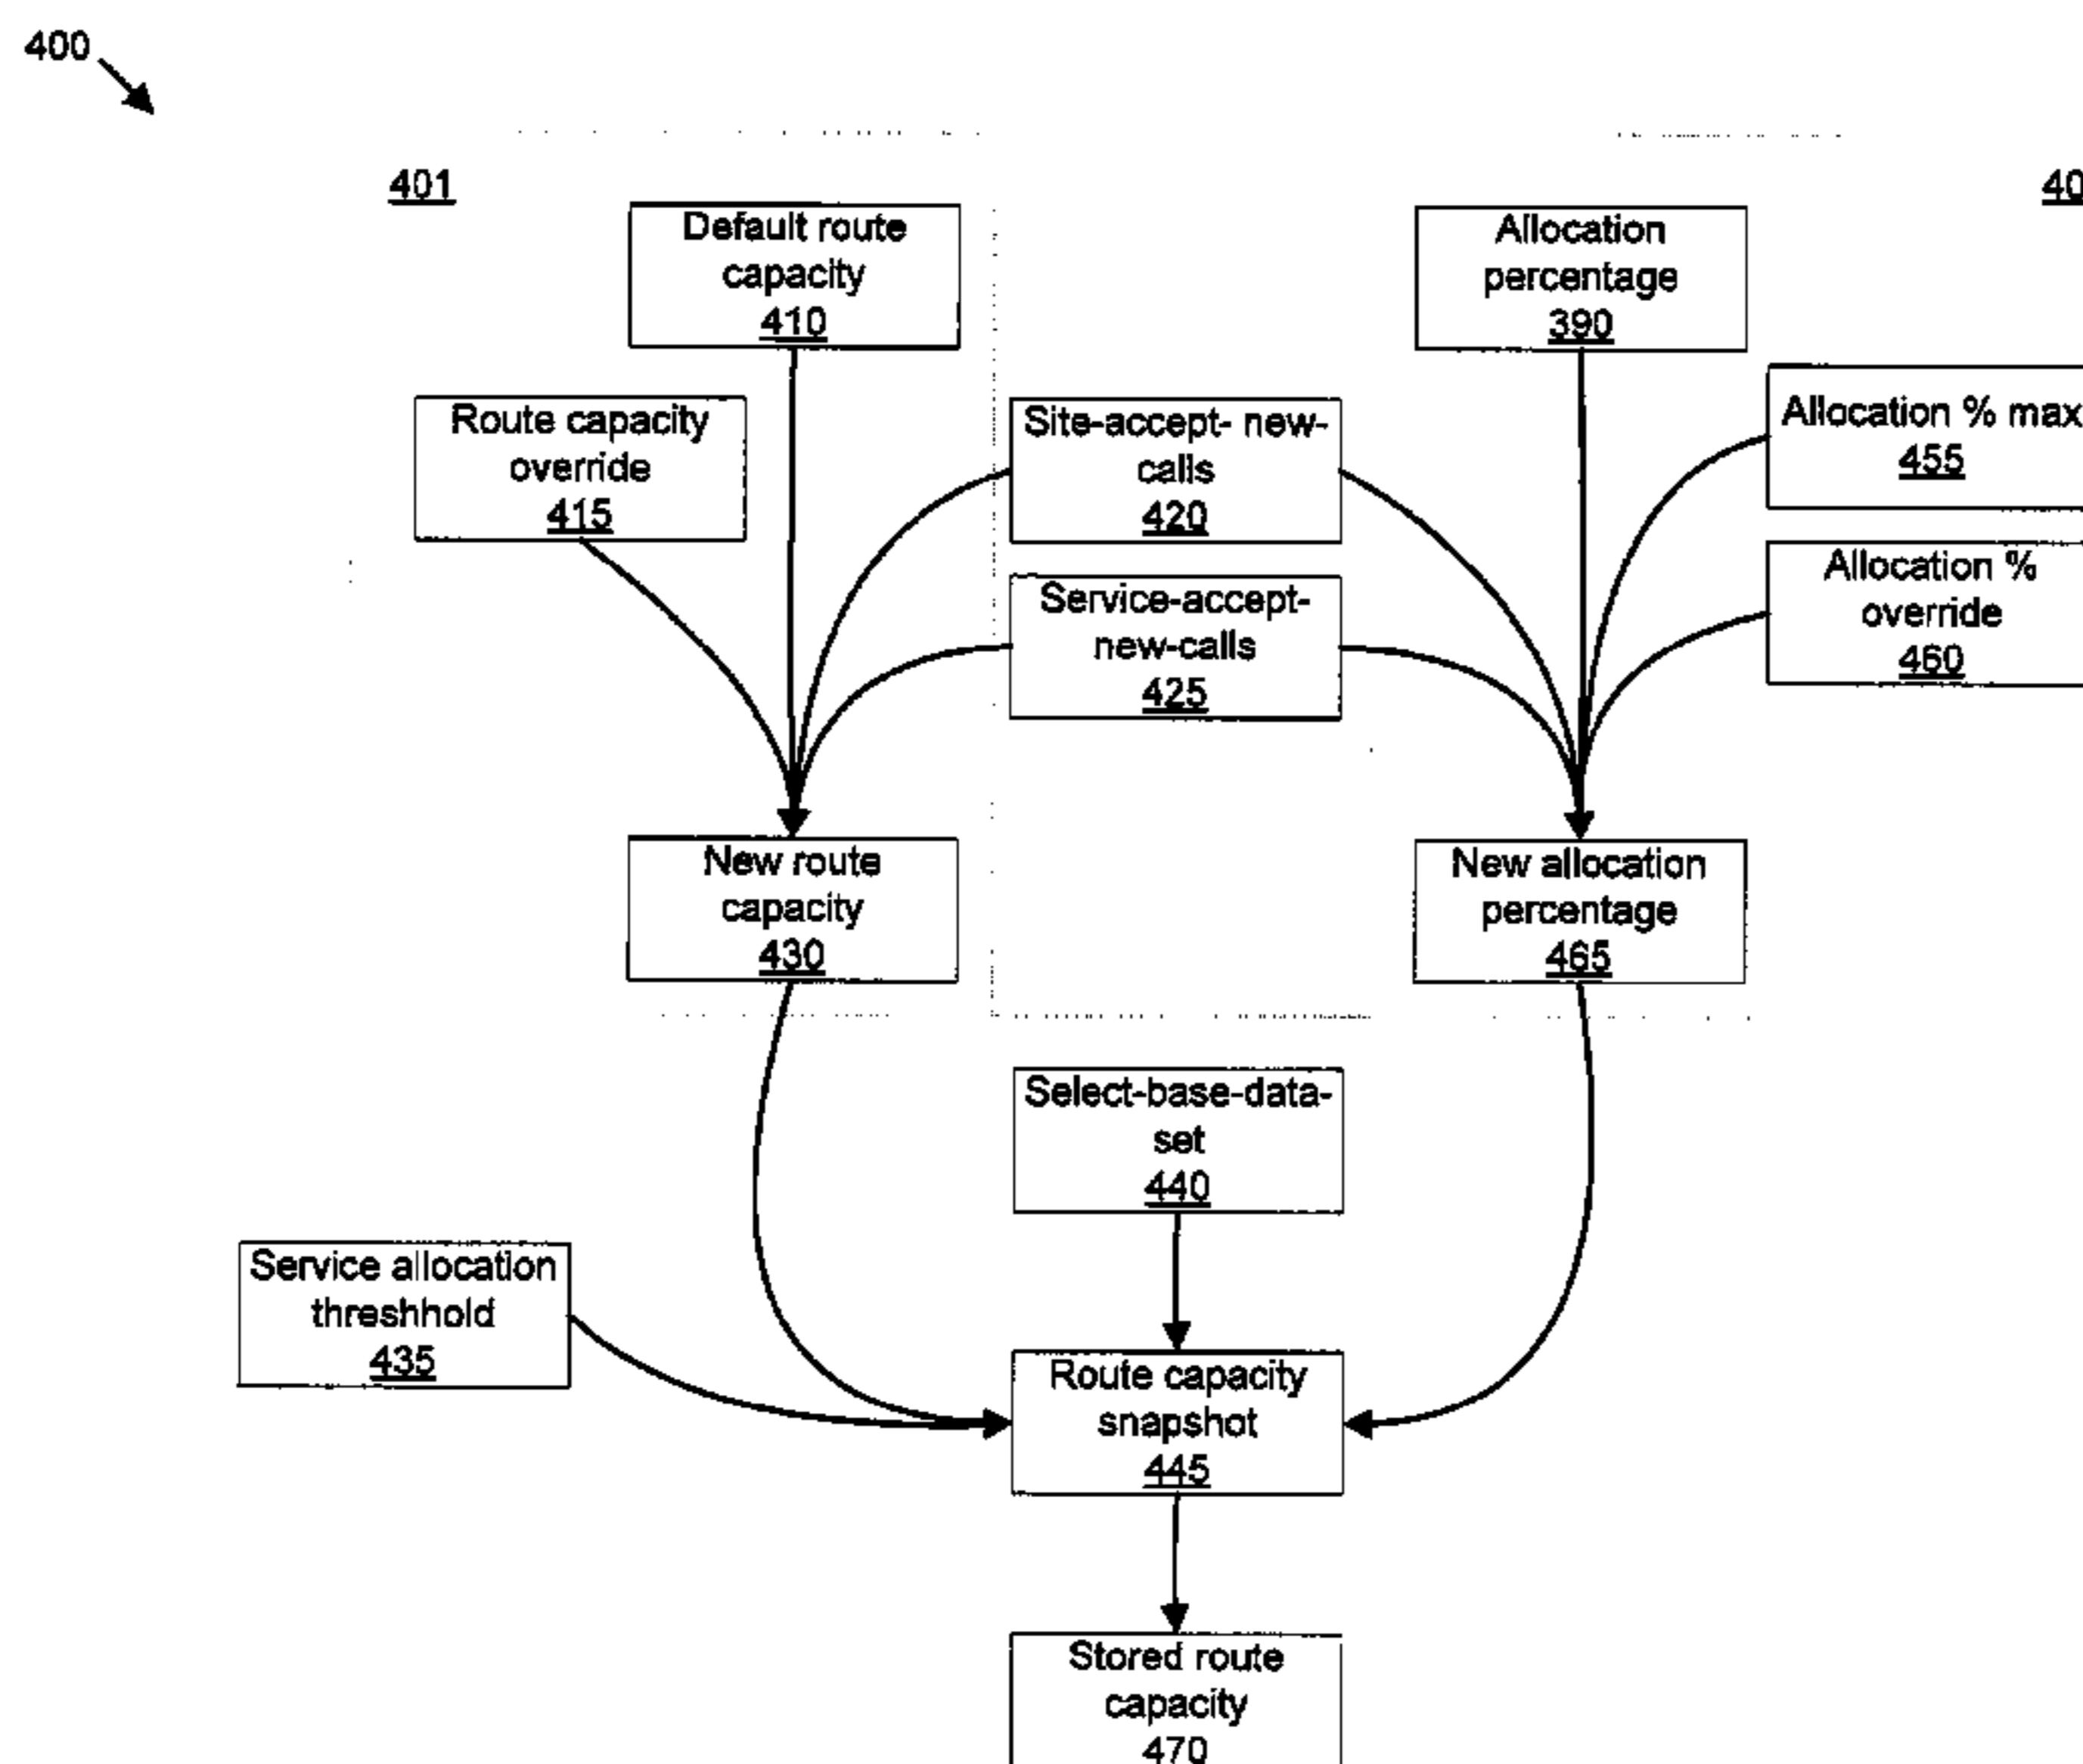 400
401
40
Default route
capacity
410
Allocation
percentage
390
Route capacity
override
415
Site-accept- new-
calls
420
Allocation % max
455
Service-accept-
new-calls
425
Allocation %
override
460
New route
capacity
430
New allocation
percentage
465
Select-base-data-
set
440
Service allocation
threshhold
435
Route capacity
snapshot
445
Stored route
capacity
470